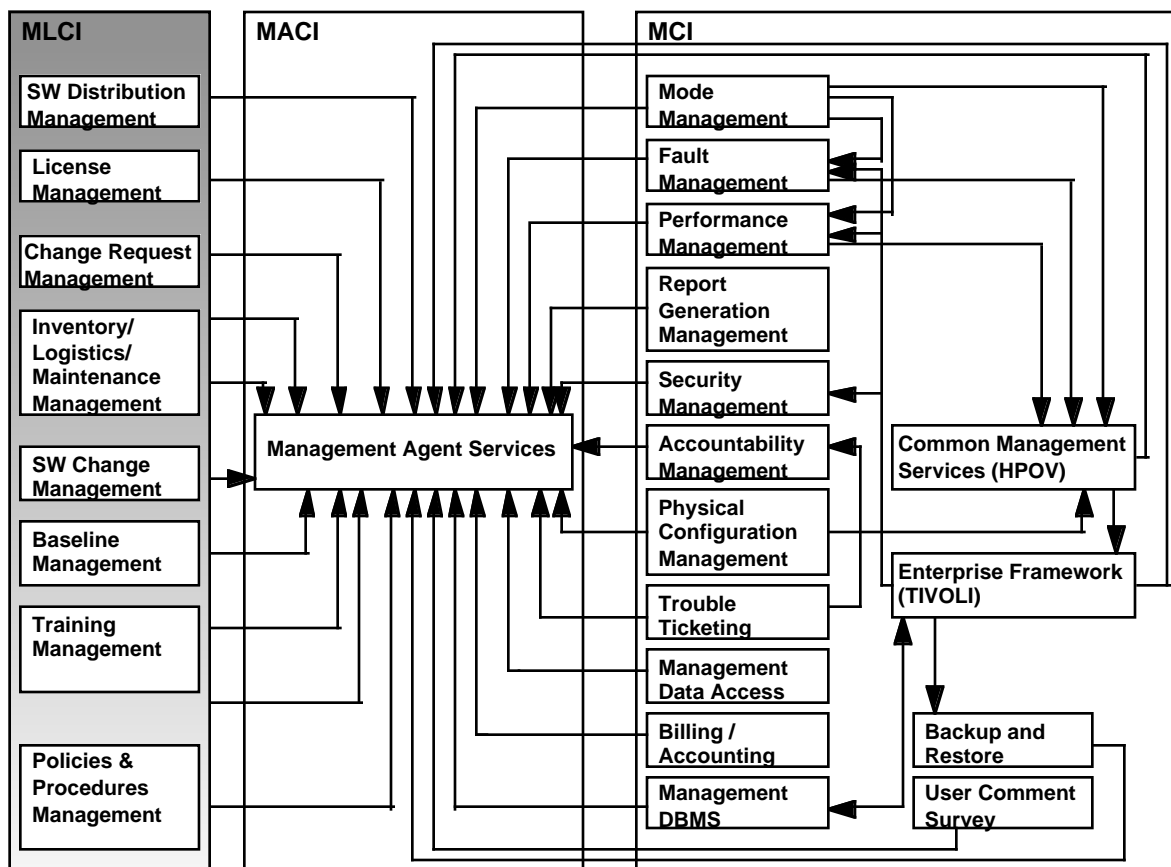 MLCI
SW Distribution
Management
License
Management
Change Request
Management
Inventory/
Logistics/
Maintenance
Management
SW Change
Management
Baseline
Management
Training
Management
Policies &
Procedures
Management
MACI
Management Agent Services
MCI
Mode
Management
Fault
Management
Performance
Management
Report
Generation
Management
Security
Management
Accountability
Management
Physical
Configuration
Management
Trouble
Ticketing
Management
Data Access
Billing /
Accounting
Management
DBMS
Common Management
Services (HPOV)
Enterprise Framework
(TIVOLI)
Backup and
Restore
User Comment
Survey